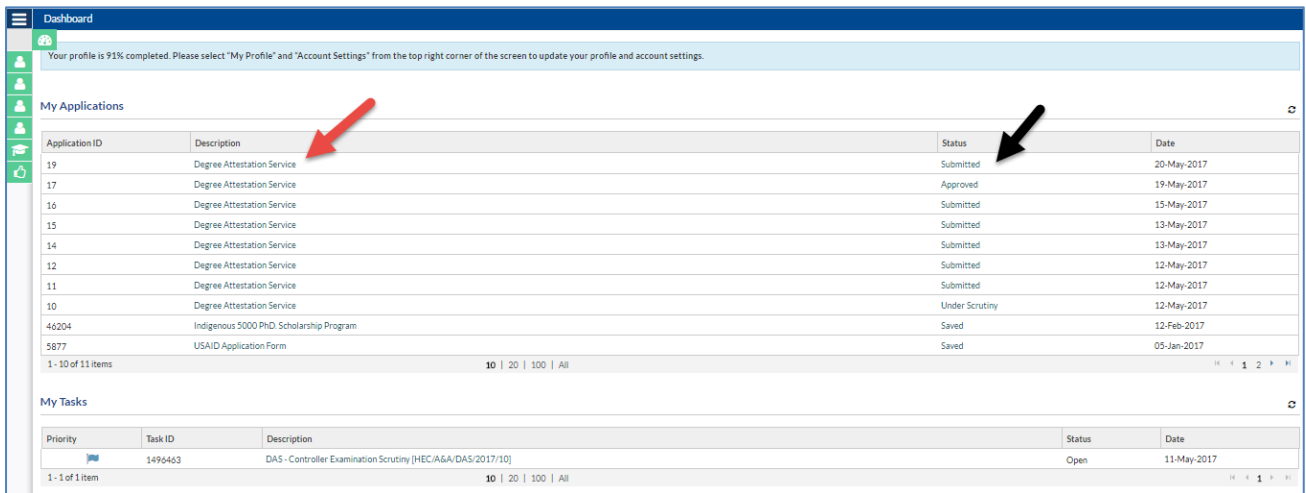 Dashboard
Your profile is 91% completed. Please select "My Profile" and "Account Settings" from the top right corner of the screen to update your profile and account settings.
My Applications
Application ID Description Status Date
19 Degree Attestation Service Submitted 20-May-2017
17 Degree Attestation Service Approved 19-May-2017
16 Degree Attestation Service Submitted 15-May-2017
15 Degree Attestation Service Submitted 13-May-2017
14 Degree Attestation Service Submitted 13-May-2017
12 Degree Attestation Service Submitted 12-May-2017
11 Degree Attestation Service Submitted 12-May-2017
10 Degree Attestation Service Under Scrutiny 12-May-2017
46204 Indigenous 5000 PhD. Scholarship Program Saved 12-Feb-2017
5877 USAID Application Form Saved 05-Jan-2017
1 - 10 of 11 items 10 | 20 | 100 | All 1 2
My Tasks
Priority Task ID Description Status Date
1496463 DAS - Controller Examination Scrutiny [HEC/A&A/DAS/2017/10] Open 11-May-2017
1 - 1 of 1 item 10 | 20 | 100 | All 1